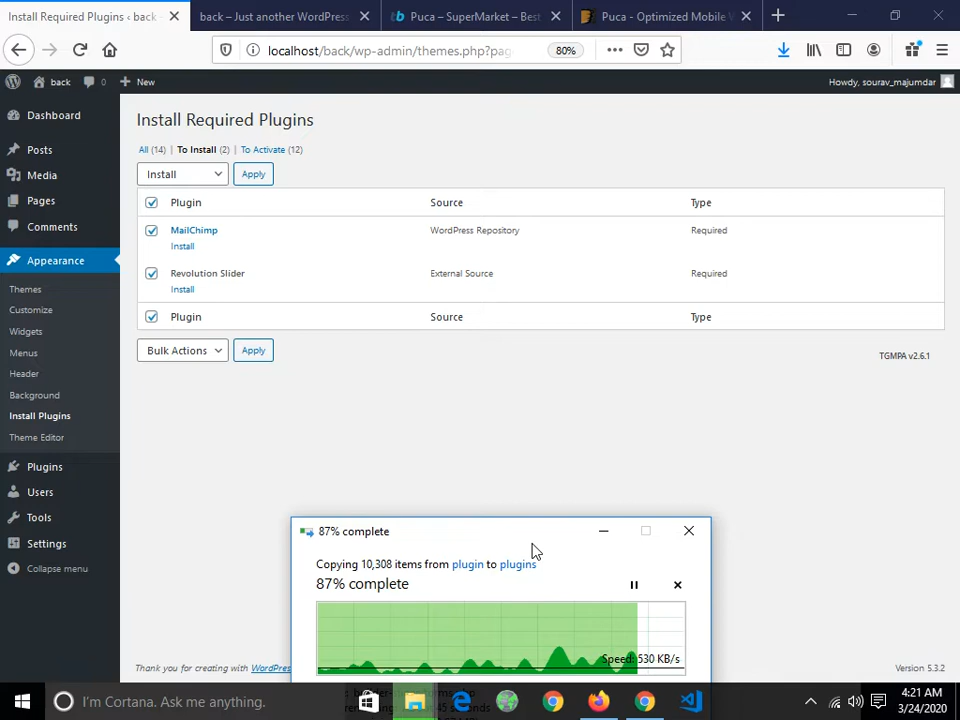 Install Required Plugins ‹ back –
back – Just another WordPress
Puca – SuperMarket – Best
Puca - Optimized Mobile W
localhost/back/wp-admin/themes.php?pag
80%
back
0
New
Howdy, sourav_majumdar
Dashboard
Posts
Media
Pages
Comments
Appearance
Themes
Customize
Widgets
Menus
Header
Background
Install Plugins
Theme Editor
Plugins
Users
Tools
Settings
Collapse menu
Install Required Plugins
All (14) | To Install (2) | To Activate (12)
Install
Apply
Plugin
Source
Type
MailChimp
WordPress Repository
Required
Install
Revolution Slider
External Source
Required
Install
Plugin
Source
Type
Bulk Actions
Apply
TGMPA v2.6.1
87% complete
Copying 10,308 items from plugin to plugins
87% complete
Speed: 530 KB/s
Thank you for creating with WordPres
Version 5.3.2
I'm Cortana. Ask me anything.
4:21 AM
3/24/2020